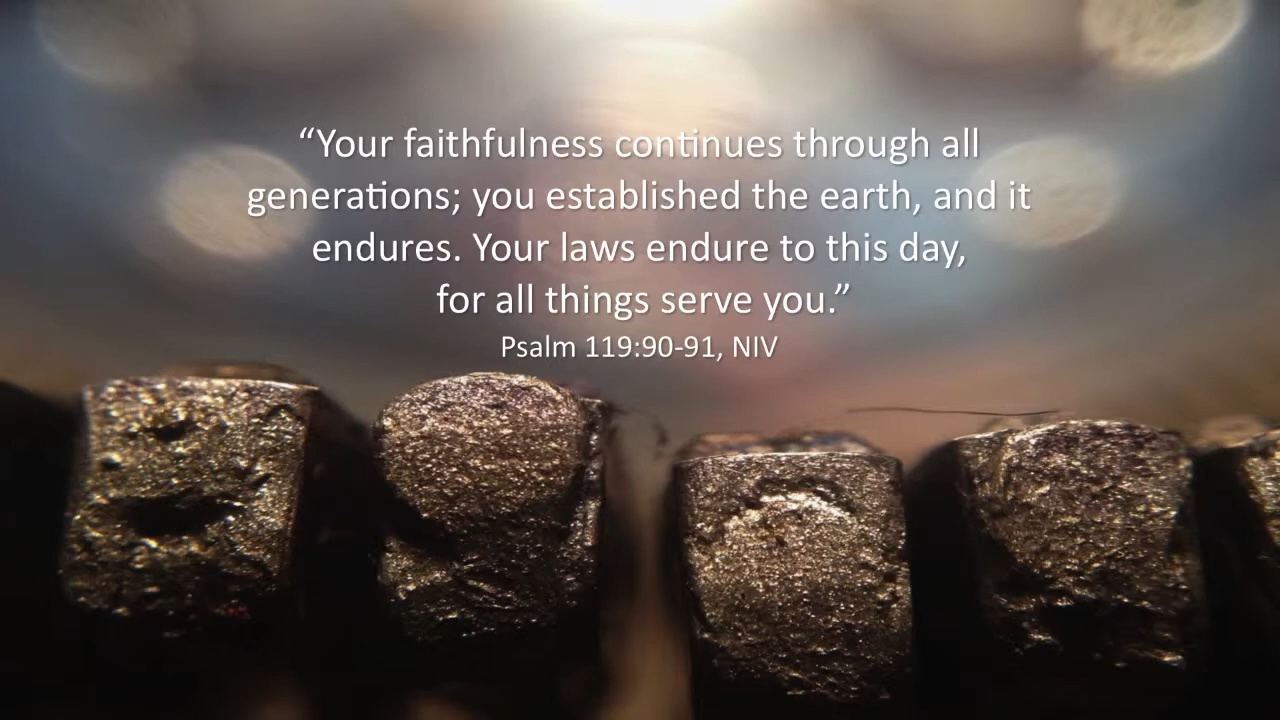 “Your faithfulness continues through all
generations; you established the earth, and it
endures. Your laws endure to this day,
for all things serve you.”
Psalm 119:90-91, NIV